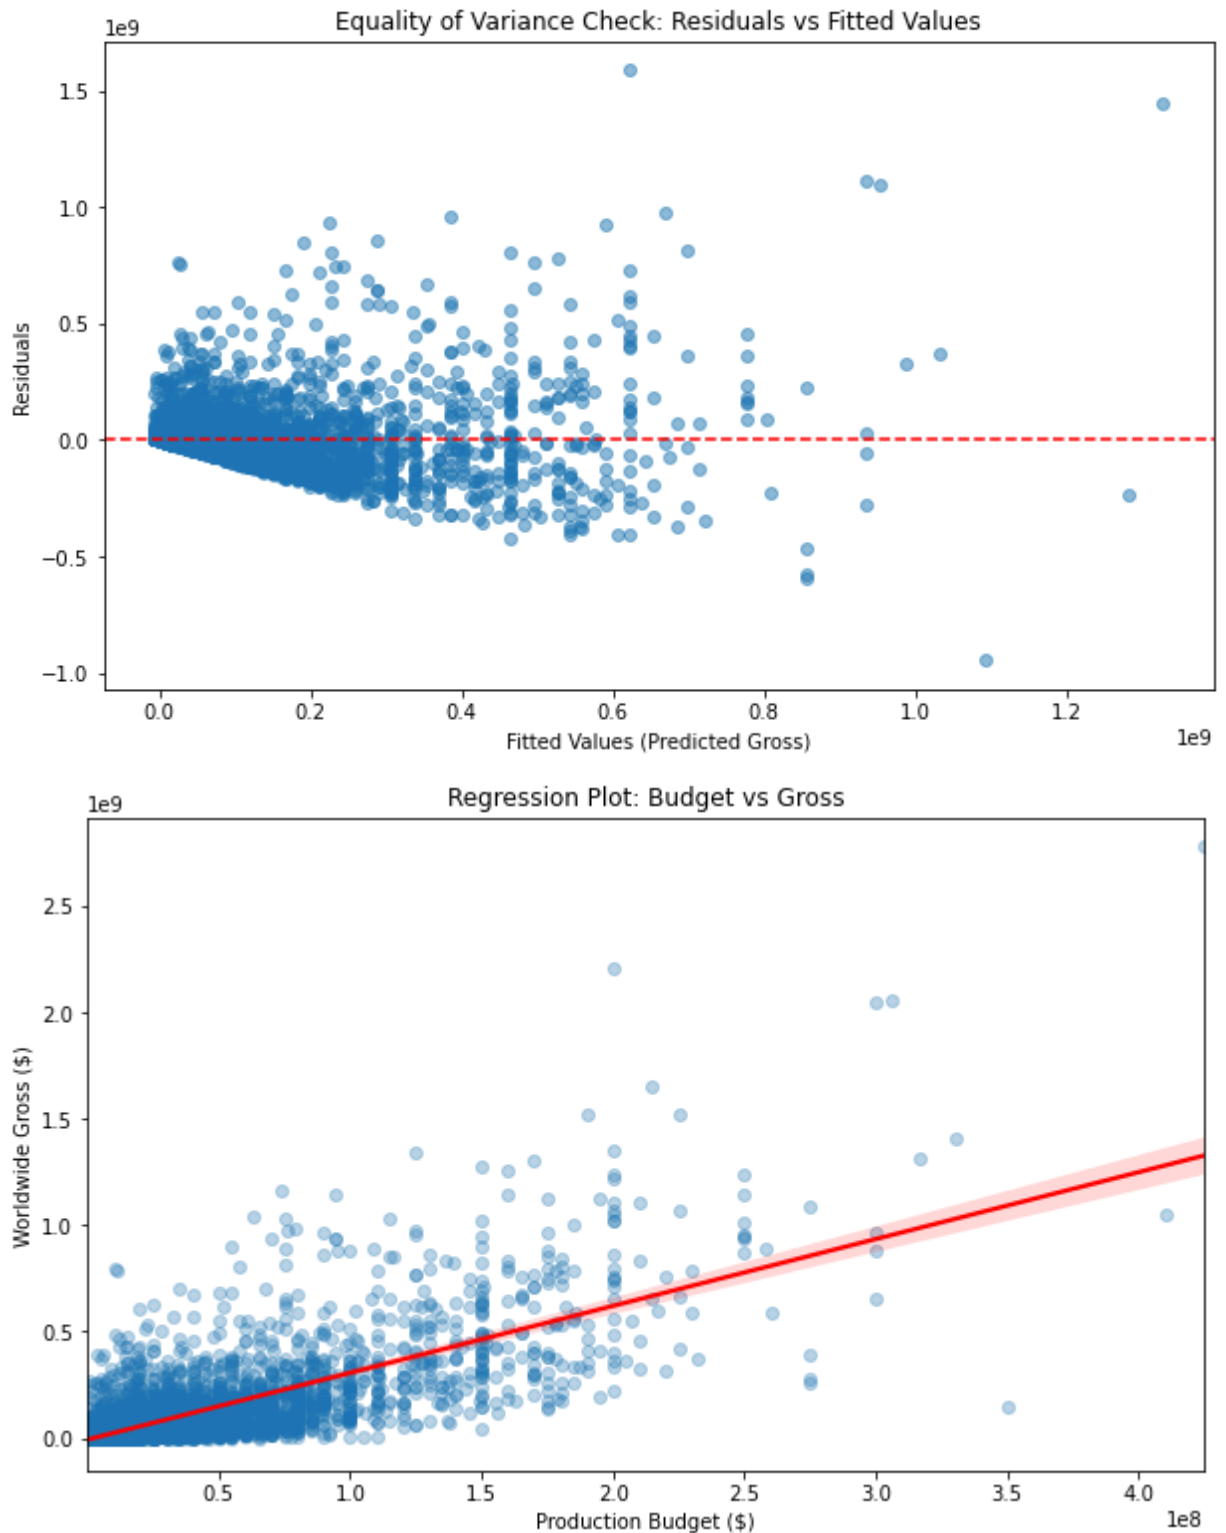 Equality of Variance Check: Residuals vs Fitted Values
1e9
1.5
1.0
0.5
0.0
−0.5
−1.0
Residuals
0.0 0.2 0.4 0.6 0.8 1.0 1.2
Fitted Values (Predicted Gross)
1e9
Regression Plot: Budget vs Gross
1e9
2.5
2.0
1.5
1.0
0.5
0.0
Worldwide Gross ($)
0.5 1.0 1.5 2.0 2.5 3.0 3.5 4.0
Production Budget ($)
1e8